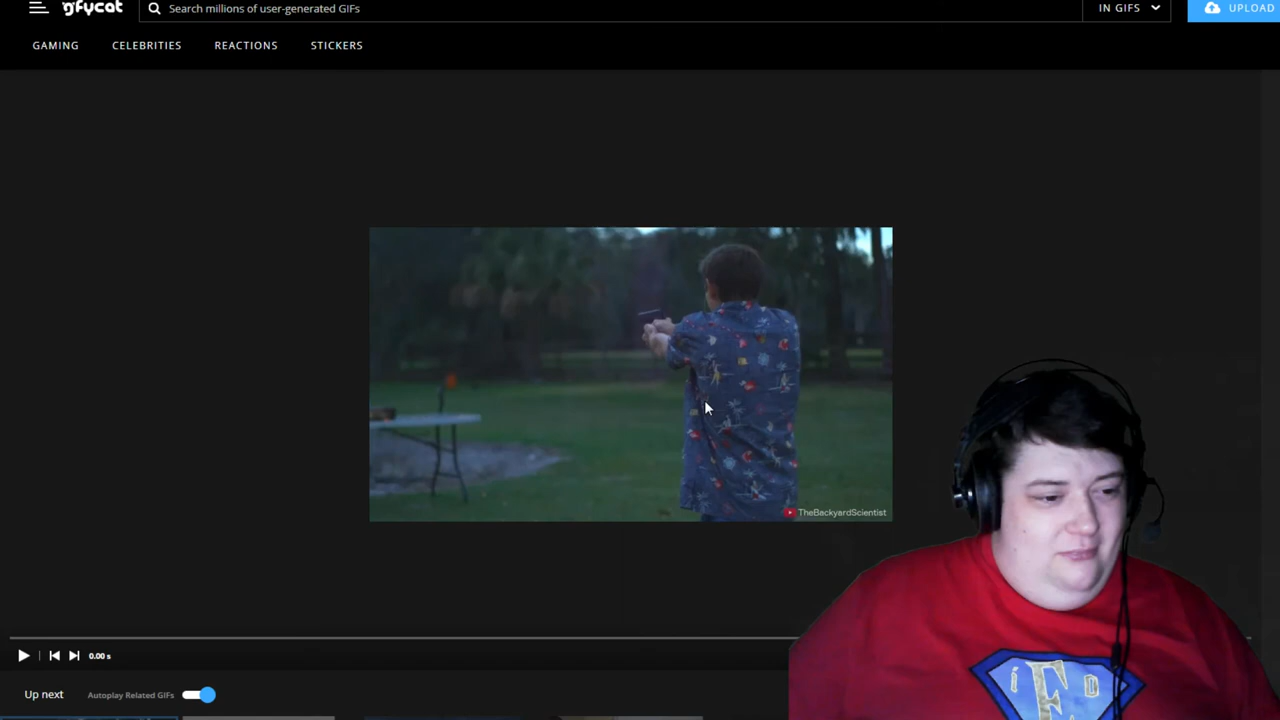 gfycat
Search millions of user-generated GIFs
IN GIFS
UPLOAD
GAMING
CELEBRITIES
REACTIONS
STICKERS
TheBackyardScientist
iED
0.00 s
Up next
Autoplay Related GIFs